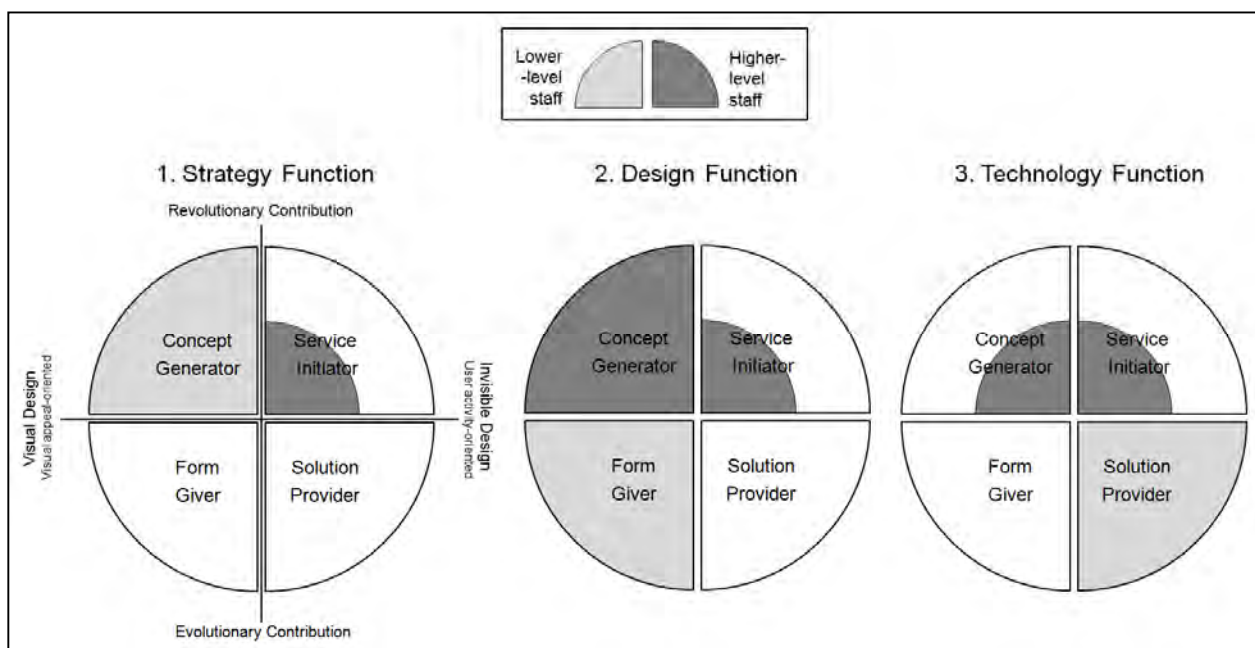 Lower
-level
staff
Higher-
level
staff
1. Strategy Function
2. Design Function
3. Technology Function
Revolutionary Contribution
Concept
Generator
Service
Initiator
Form
Giver
Solution
Provider
Visual Design
Visual appeal-oriented
Invisible Design
User activity-oriented
Evolutionary Contribution
Concept
Generator
Service
Initiator
Form
Giver
Solution
Provider
Concept
Generator
Service
Initiator
Form
Giver
Solution
Provider